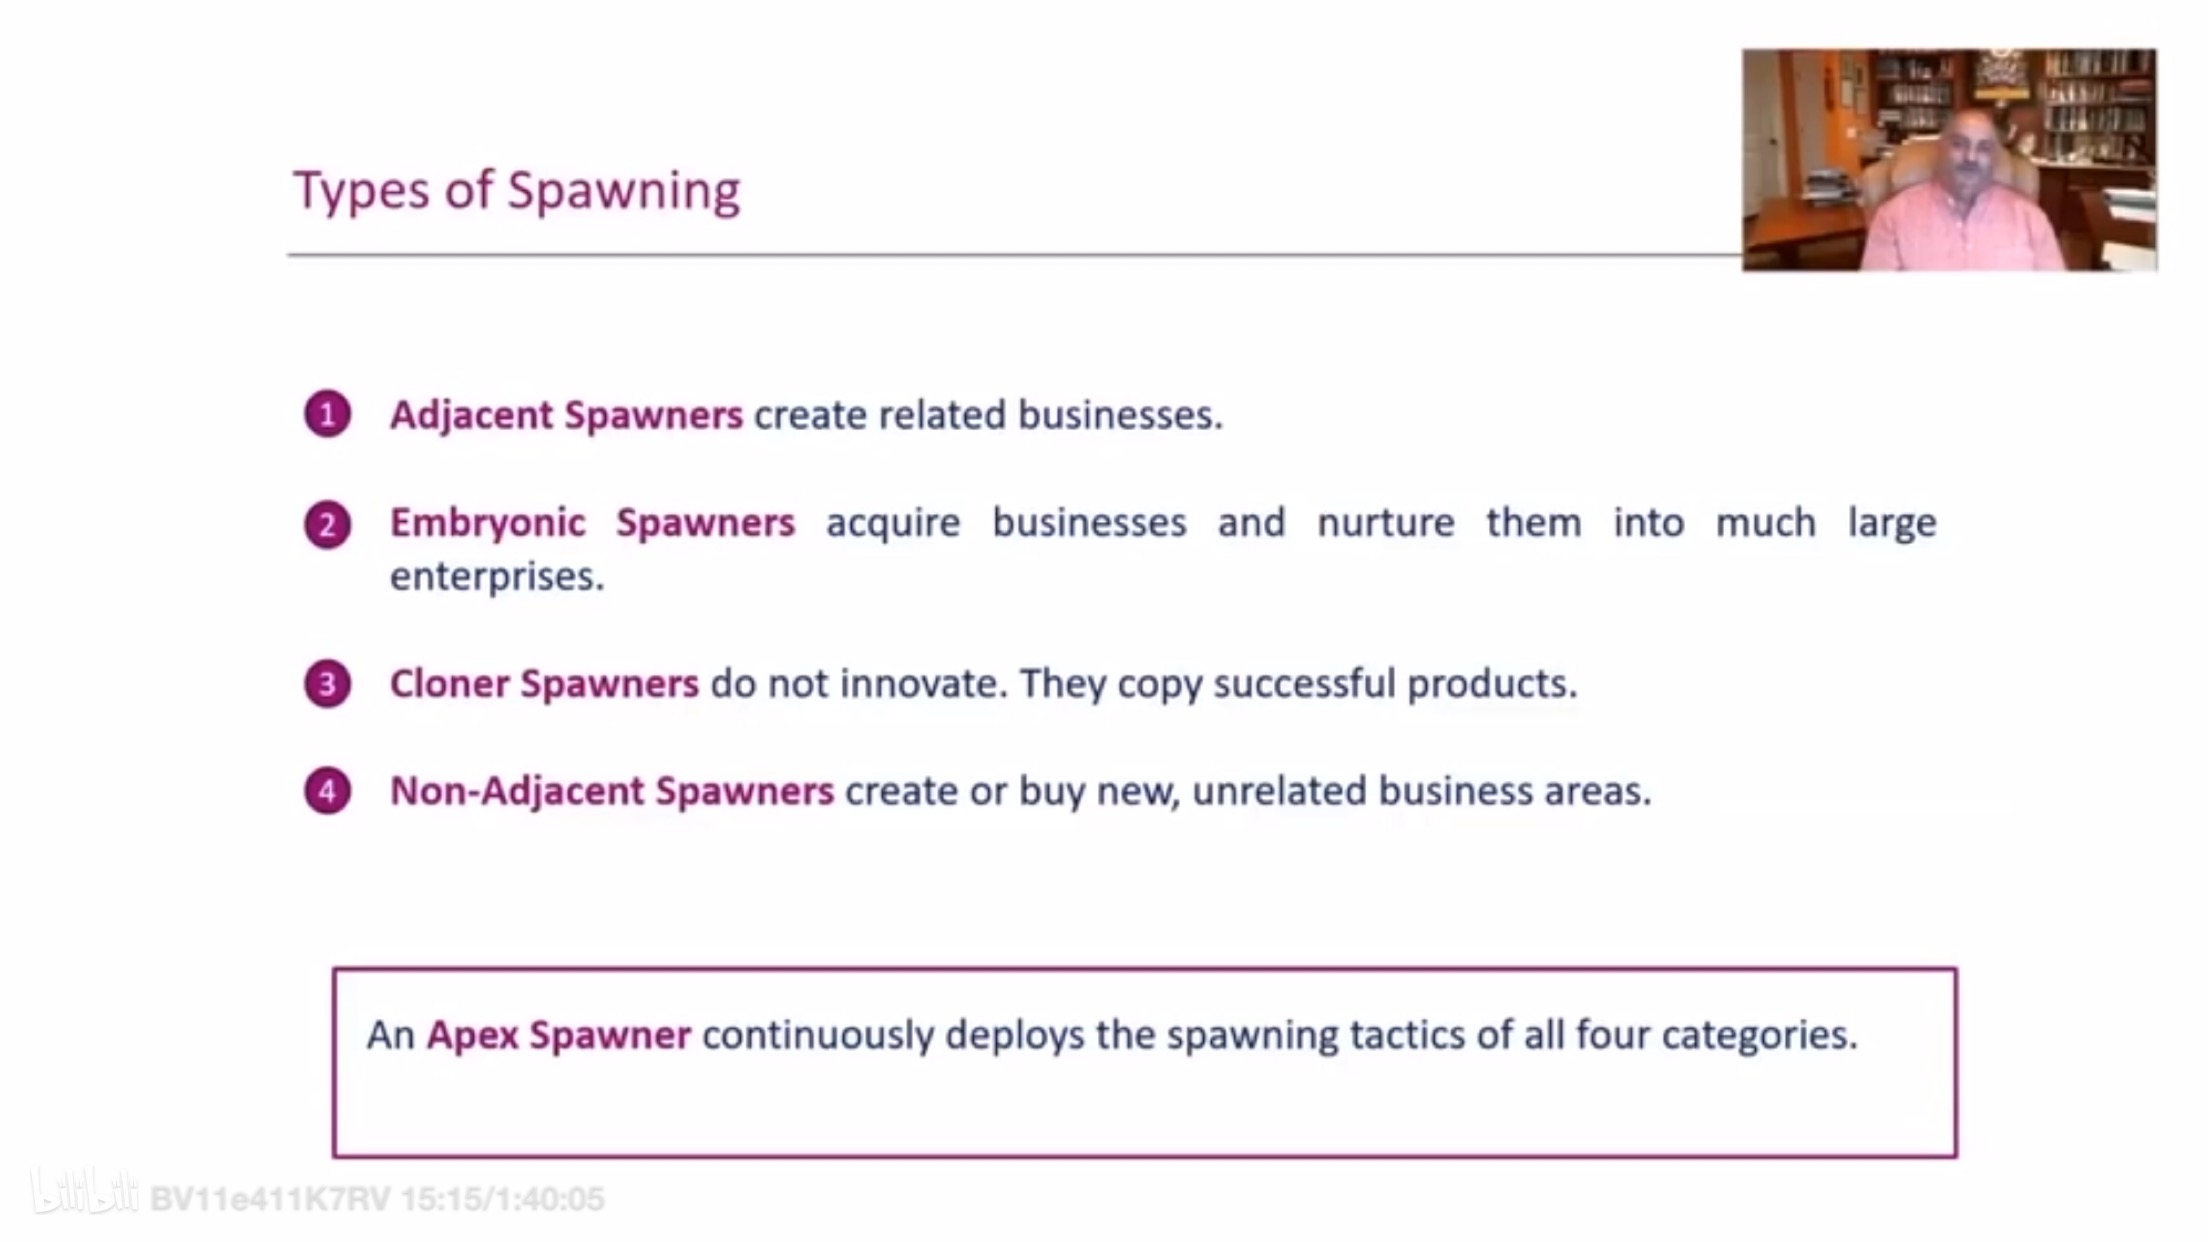 Types of Spawning
1 Adjacent Spawners create related businesses.
2 Embryonic Spawners acquire businesses and nurture them into much large
enterprises.
3 Cloner Spawners do not innovate. They copy successful products.
4 Non-Adjacent Spawners create or buy new, unrelated business areas.
An Apex Spawner continuously deploys the spawning tactics of all four categories.
bilibili BV11e411K7RV 15:15/1:40:05